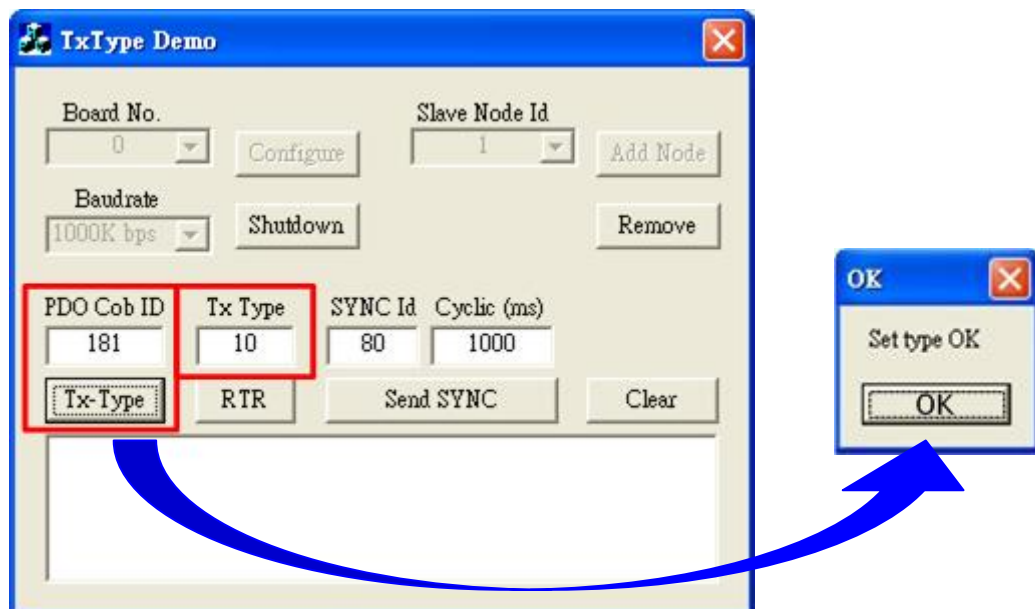 TxType Demo
Board No.
Slave Node Id
0
Configure
1
Add Node
Baudrate
1000K bps
Shutdown
Remove
PDO Cob ID
Tx Type
SYNC Id
Cyclic (ms)
181
10
80
1000
Tx-Type
RTR
Send SYNC
Clear
OK
Set type OK
OK